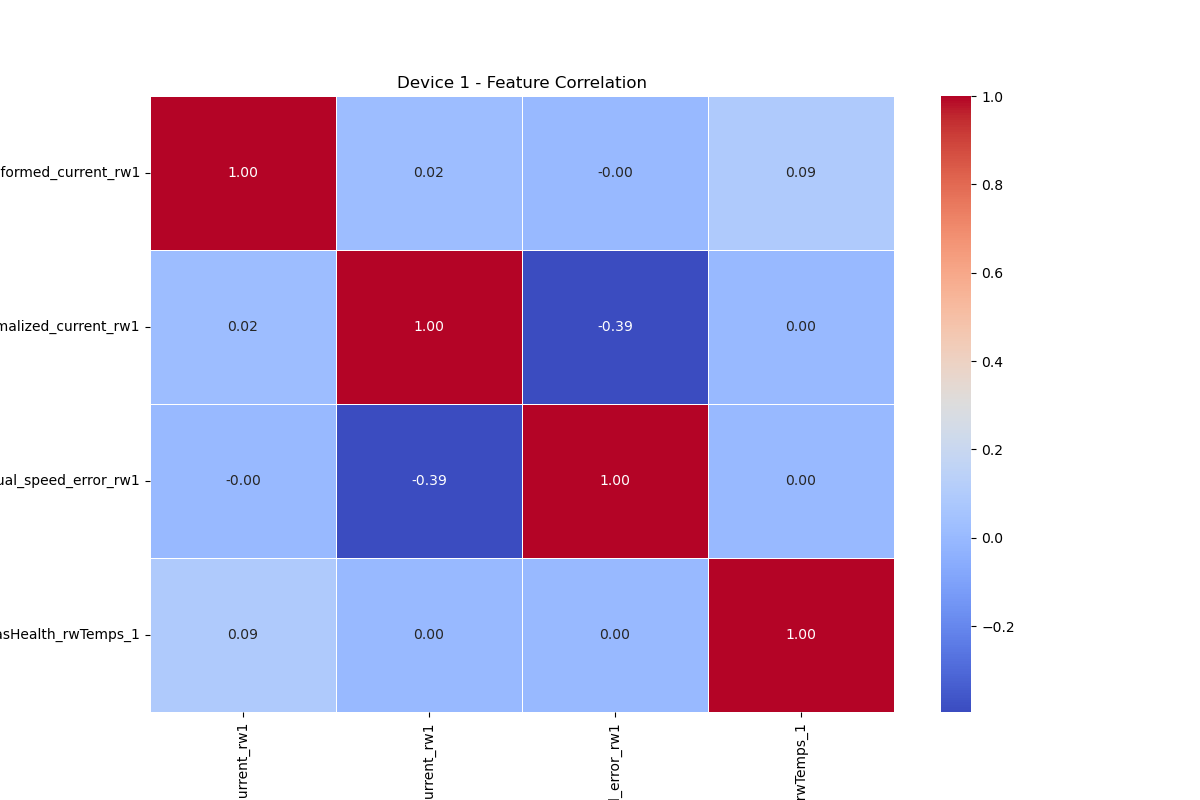 Device 1 - Feature Correlation
formed_current_rw1 1.00 0.02 -0.00 0.09
malized_current_rw1 0.02 1.00 -0.39 0.00
ual_speed_error_rw1 -0.00 -0.39 1.00 0.00
asHealth_rwTemps_1 0.09 0.00 0.00 1.00
urrent_rw1 urrent_rw1 d_error_rw1 rwTemps_1
1.0
0.8
0.6
0.4
0.2
0.0
−0.2